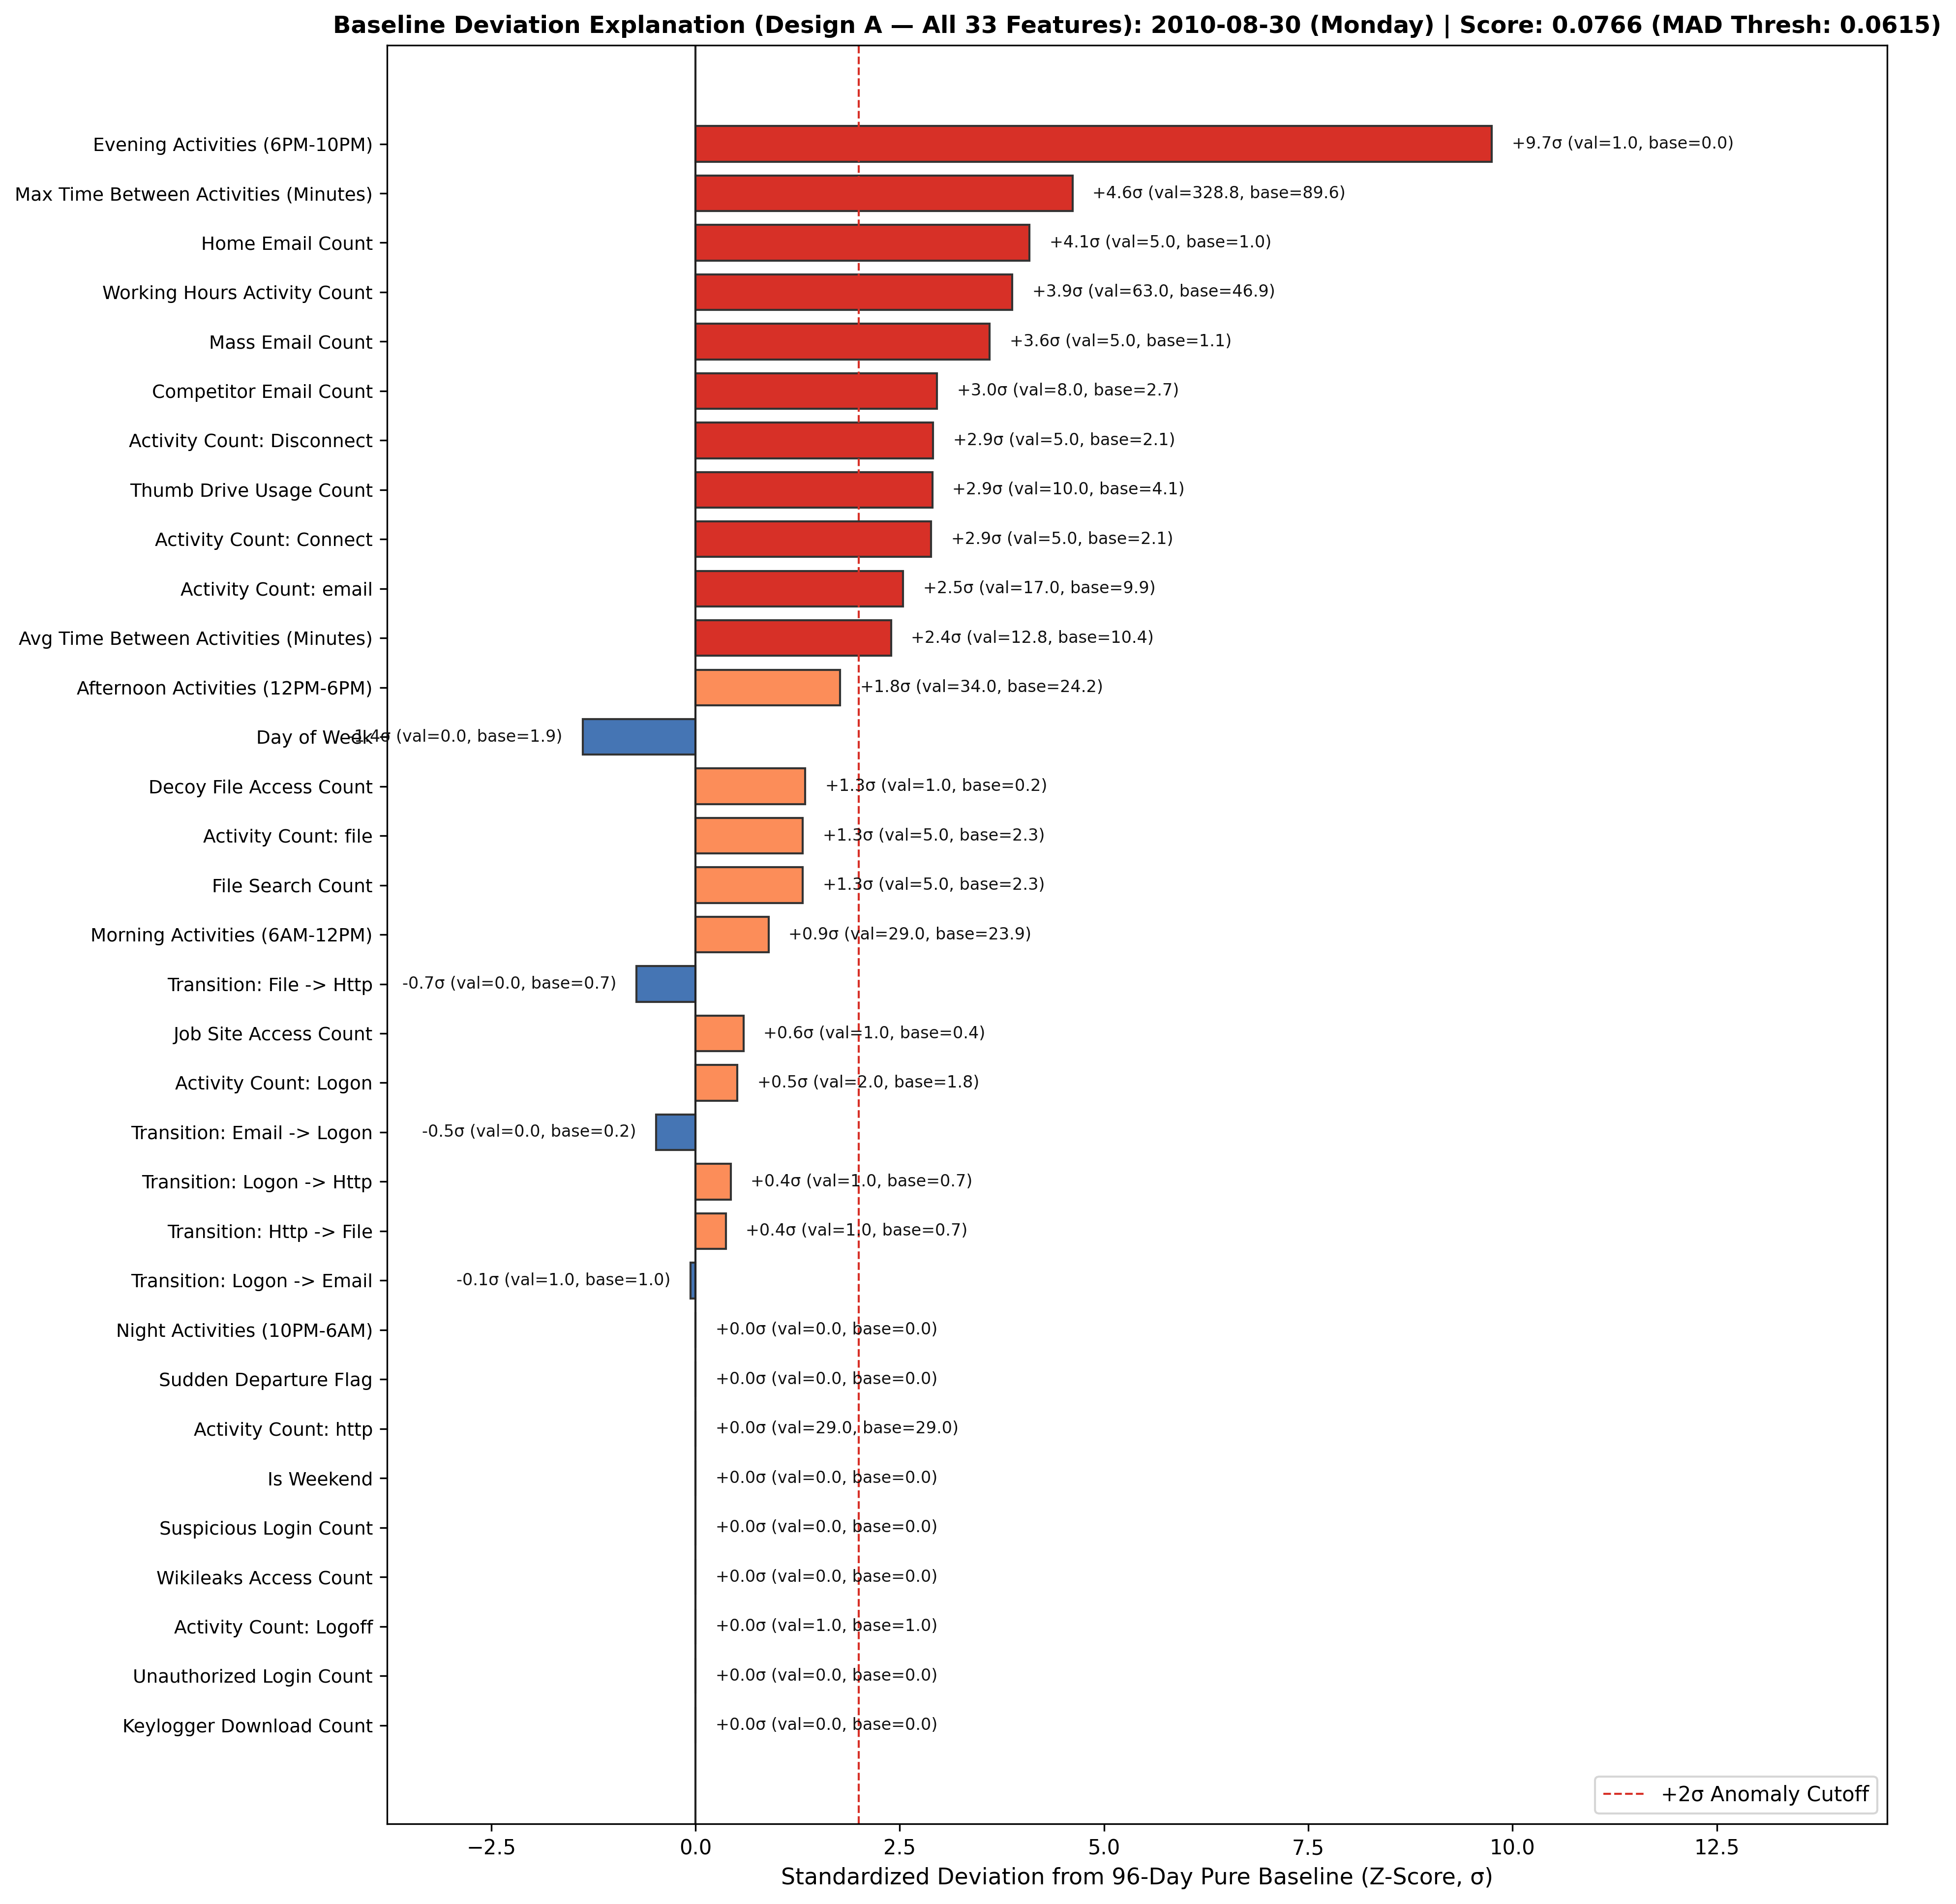 Baseline Deviation Explanation (Design A — All 33 Features): 2010-08-30 (Monday) | Score: 0.0766 (MAD Thresh: 0.0615)
Evening Activities (6PM-10PM) +9.7σ (val=1.0, base=0.0)
Max Time Between Activities (Minutes) +4.6σ (val=328.8, base=89.6)
Home Email Count +4.1σ (val=5.0, base=1.0)
Working Hours Activity Count +3.9σ (val=63.0, base=46.9)
Mass Email Count +3.6σ (val=5.0, base=1.1)
Competitor Email Count +3.0σ (val=8.0, base=2.7)
Activity Count: Disconnect +2.9σ (val=5.0, base=2.1)
Thumb Drive Usage Count +2.9σ (val=10.0, base=4.1)
Activity Count: Connect +2.9σ (val=5.0, base=2.1)
Activity Count: email +2.5σ (val=17.0, base=9.9)
Avg Time Between Activities (Minutes) +2.4σ (val=12.8, base=10.4)
Afternoon Activities (12PM-6PM) +1.8σ (val=34.0, base=24.2)
Day of Week -1.4σ (val=0.0, base=1.9)
Decoy File Access Count +1.3σ (val=1.0, base=0.2)
Activity Count: file +1.3σ (val=5.0, base=2.3)
File Search Count +1.3σ (val=5.0, base=2.3)
Morning Activities (6AM-12PM) +0.9σ (val=29.0, base=23.9)
Transition: File -> Http -0.7σ (val=0.0, base=0.7)
Job Site Access Count +0.6σ (val=1.0, base=0.4)
Activity Count: Logon +0.5σ (val=2.0, base=1.8)
Transition: Email -> Logon -0.5σ (val=0.0, base=0.2)
Transition: Logon -> Http +0.4σ (val=1.0, base=0.7)
Transition: Http -> File +0.4σ (val=1.0, base=0.7)
Transition: Logon -> Email -0.1σ (val=1.0, base=1.0)
Night Activities (10PM-6AM) +0.0σ (val=0.0, base=0.0)
Sudden Departure Flag +0.0σ (val=0.0, base=0.0)
Activity Count: http +0.0σ (val=29.0, base=29.0)
Is Weekend +0.0σ (val=0.0, base=0.0)
Suspicious Login Count +0.0σ (val=0.0, base=0.0)
Wikileaks Access Count +0.0σ (val=0.0, base=0.0)
Activity Count: Logoff +0.0σ (val=1.0, base=1.0)
Unauthorized Login Count +0.0σ (val=0.0, base=0.0)
Keylogger Download Count +0.0σ (val=0.0, base=0.0)
+2σ Anomaly Cutoff
−2.5 0.0 2.5 5.0 7.5 10.0 12.5
Standardized Deviation from 96-Day Pure Baseline (Z-Score, σ)